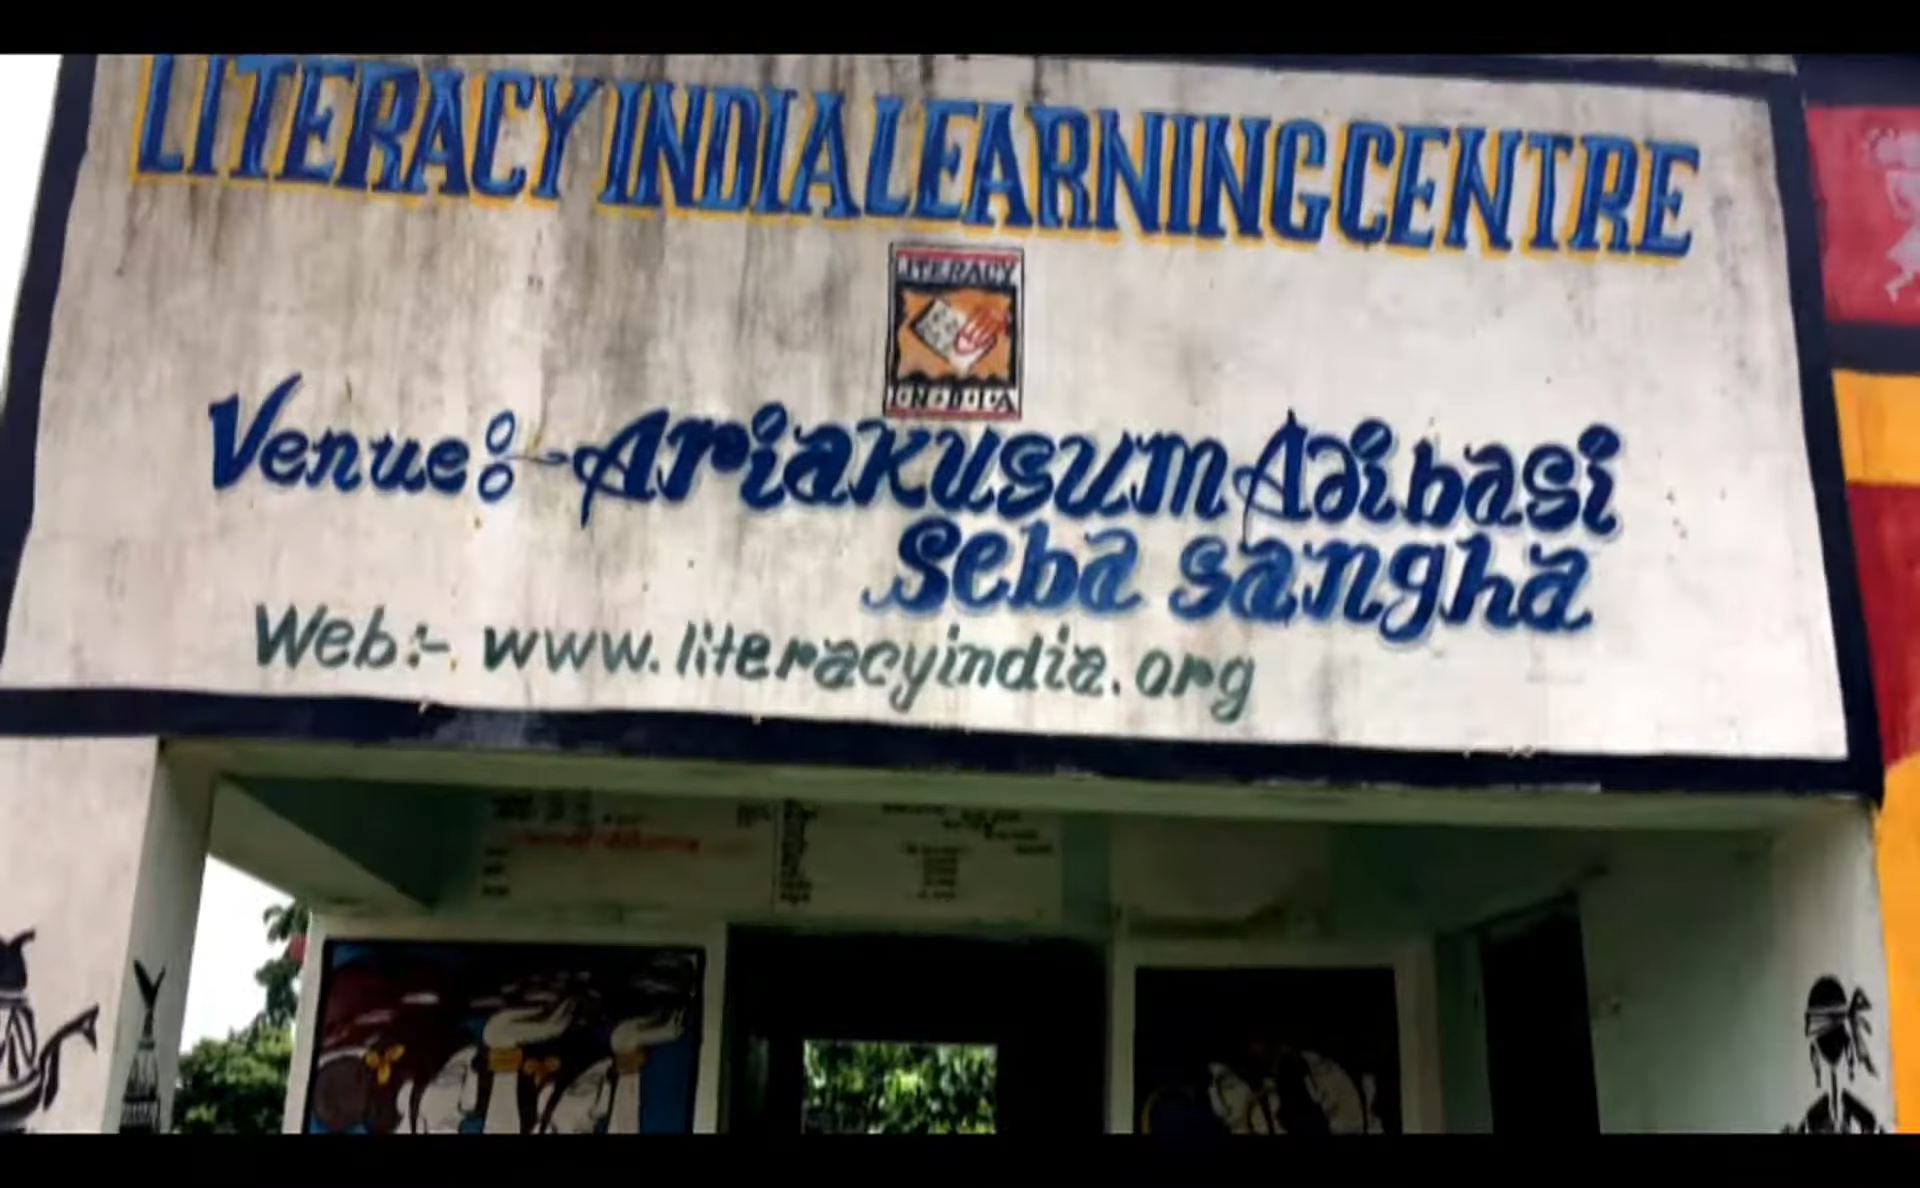 LITERACY INDIA LEARNING CENTRE
LITERACY
INDIA
Venue:- Ariakusum Adibasi
Seba sangha
Web:- www.literacyindia.org